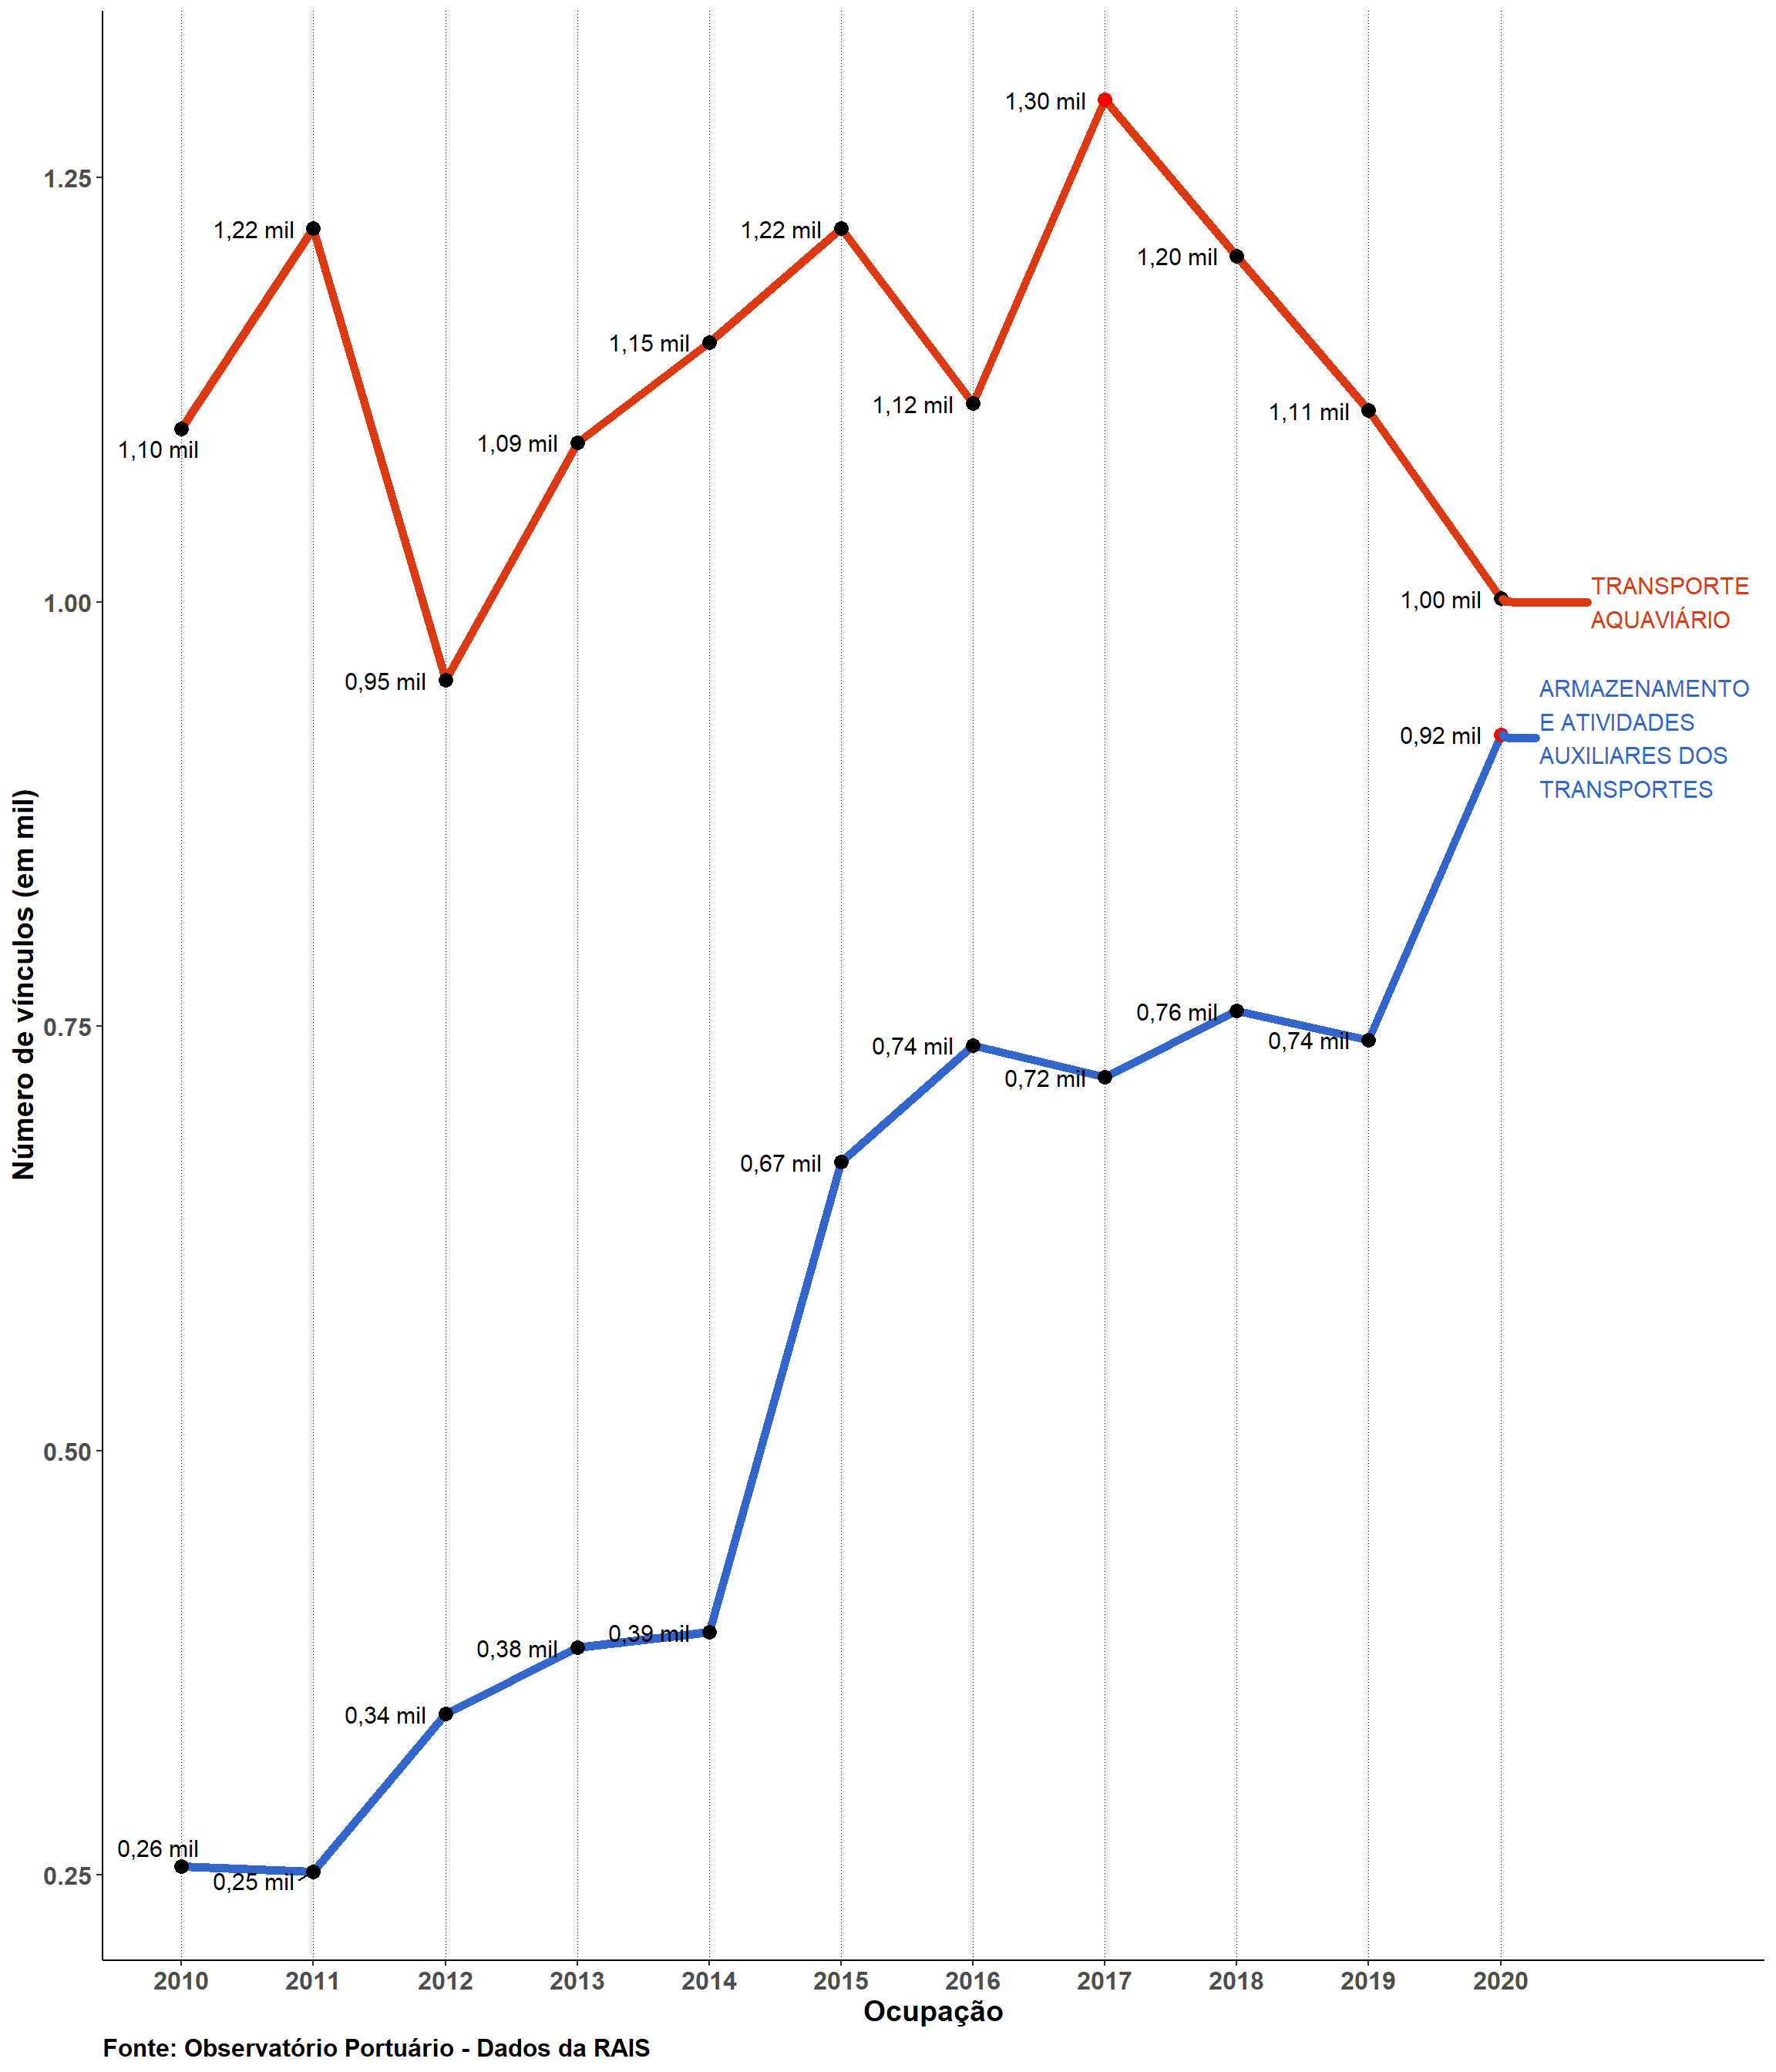 1,30 mil
1.25
1,22 mil
1,22 mil
1,20 mil
1,15 mil
1,12 mil
1,11 mil
1,09 mil
1,10 mil
TRANSPORTE
AQUAVIÁRIO
1.00
1,00 mil
0,95 mil
ARMAZENAMENTO
E ATIVIDADES
AUXILIARES DOS
TRANSPORTES
0,92 mil
Número de vínculos (em mil)
0,76 mil
0.75
0,74 mil
0,74 mil
0,72 mil
0,67 mil
0.50
0,39 mil
0,38 mil
0,34 mil
0,26 mil
0.25
0,25 mil
2010 2011 2012 2013 2014 2015 2016 2017 2018 2019 2020
Ocupação
Fonte: Observatório Portuário - Dados da RAIS